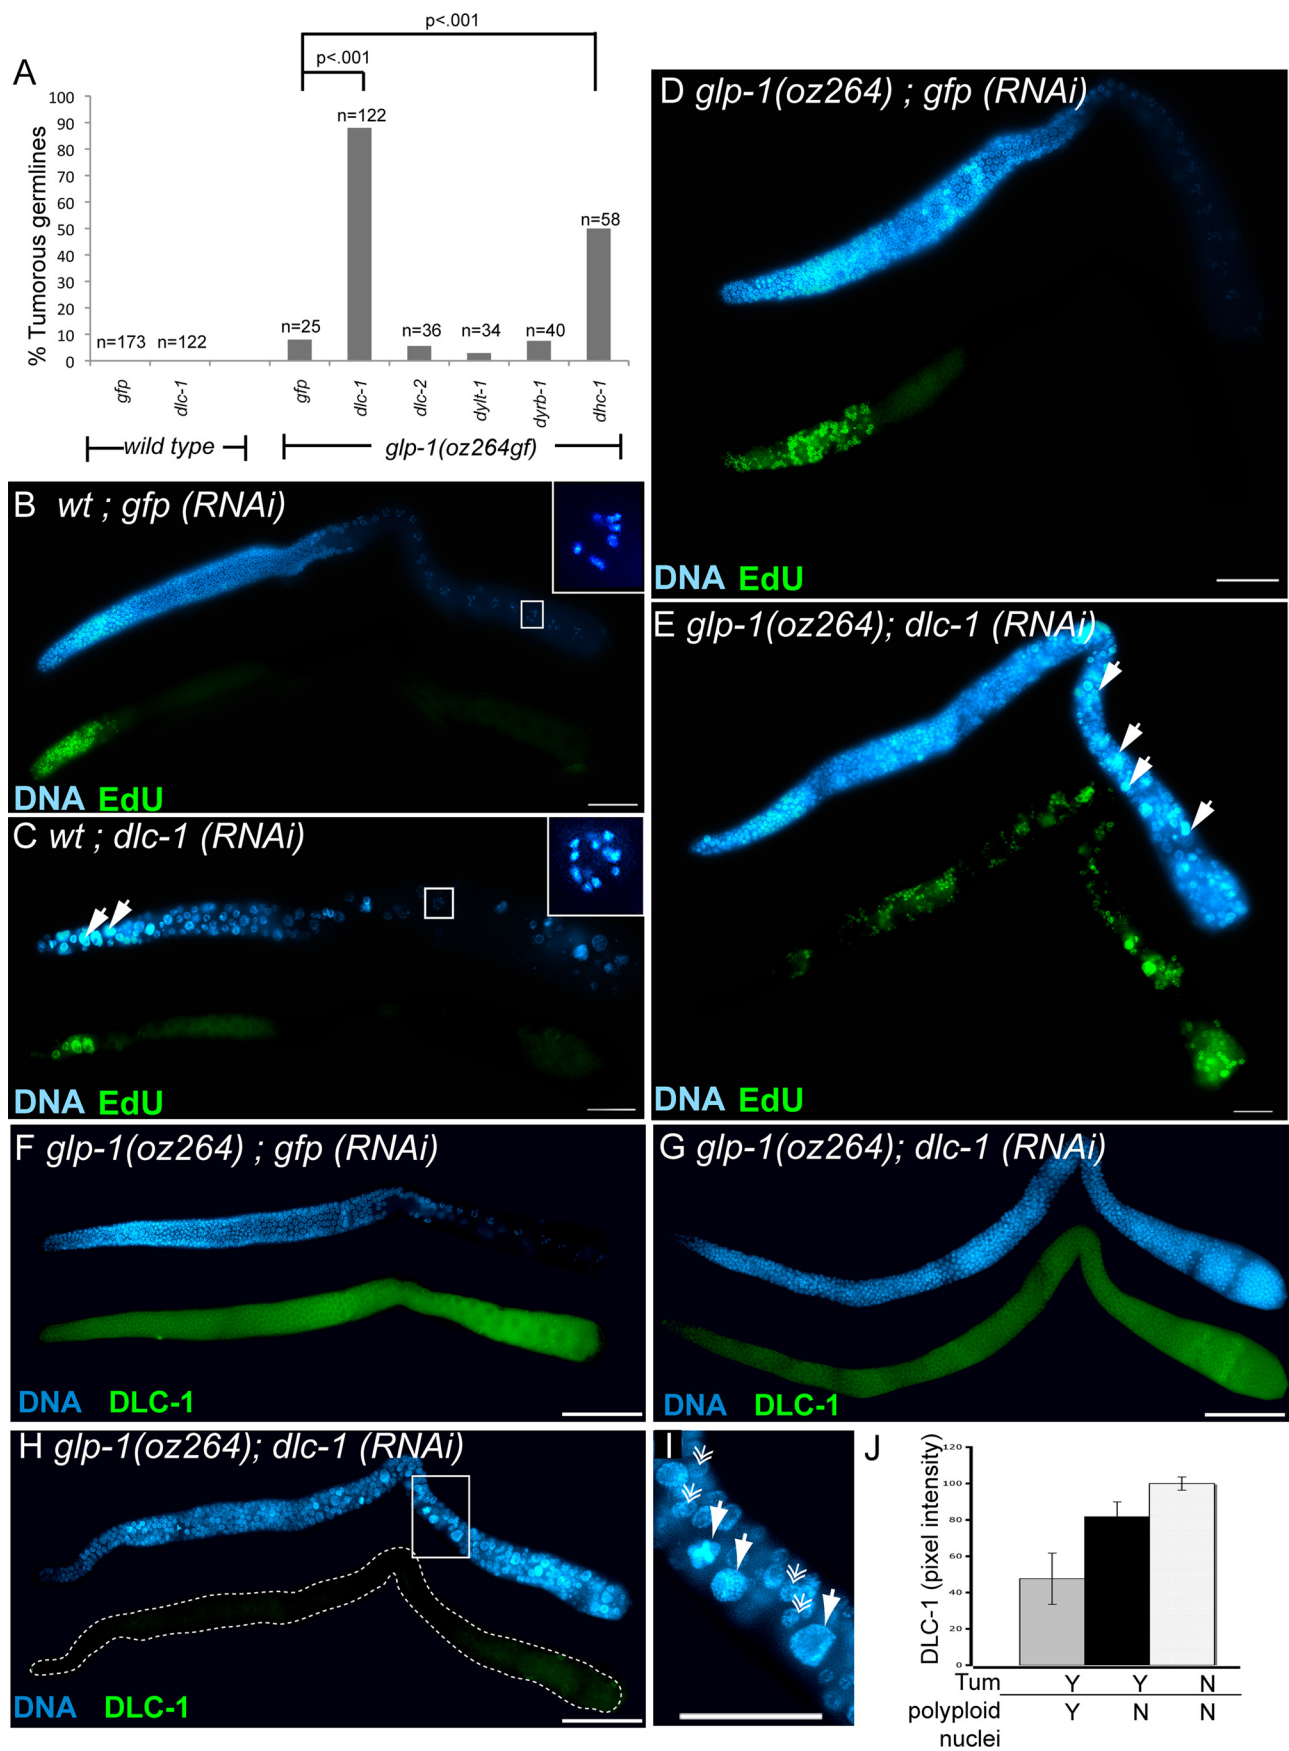 A
p<.001
p<.001
% Tumorous germlines
100
90
80
70
60
50
40
30
20
10
0
n=173
n=122
n=25
n=122
n=36
n=34
n=40
n=58
gfp
dlc-1
gfp
dlc-1
dlc-2
dylt-1
dyrb-1
dhc-1
wild type
glp-1(oz264gf)
B wt ; gfp (RNAi)
DNA EdU
C wt ; dlc-1 (RNAi)
DNA EdU
D glp-1(oz264) ; gfp (RNAi)
DNA EdU
E glp-1(oz264); dlc-1 (RNAi)
DNA EdU
F glp-1(oz264) ; gfp (RNAi)
DNA DLC-1
G glp-1(oz264); dlc-1 (RNAi)
DNA DLC-1
H glp-1(oz264); dlc-1 (RNAi)
DNA DLC-1
I
J
DLC-1 (pixel intensity)
120
100
80
60
40
20
0
Tum Y Y N
polyploid Y N N
nuclei